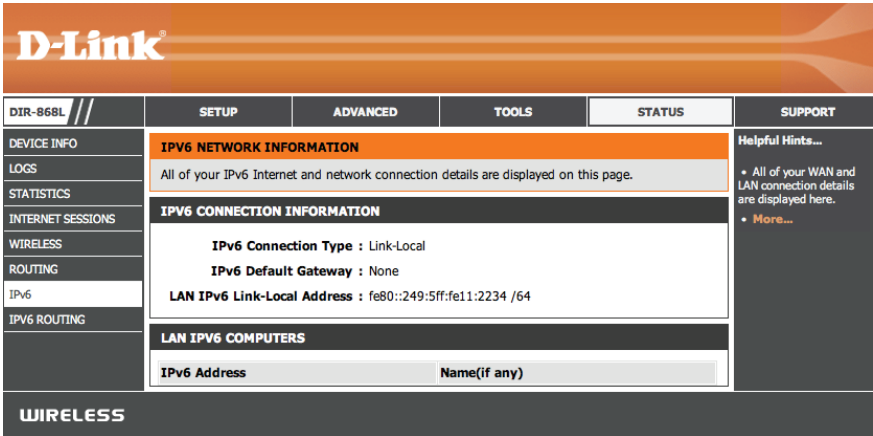 D-Link®
DIR-868L
SETUP
ADVANCED
TOOLS
STATUS
SUPPORT
DEVICE INFO
LOGS
STATISTICS
INTERNET SESSIONS
WIRELESS
ROUTING
IPv6
IPV6 ROUTING
IPV6 NETWORK INFORMATION
All of your IPv6 Internet and network connection details are displayed on this page.
IPV6 CONNECTION INFORMATION
IPv6 Connection Type : Link-Local
IPv6 Default Gateway : None
LAN IPv6 Link-Local Address : fe80::249:5ff:fe11:2234 /64
LAN IPV6 COMPUTERS
IPv6 Address
Name(if any)
Helpful Hints...
• All of your WAN and
LAN connection details
are displayed here.
• More...
WIRELESS